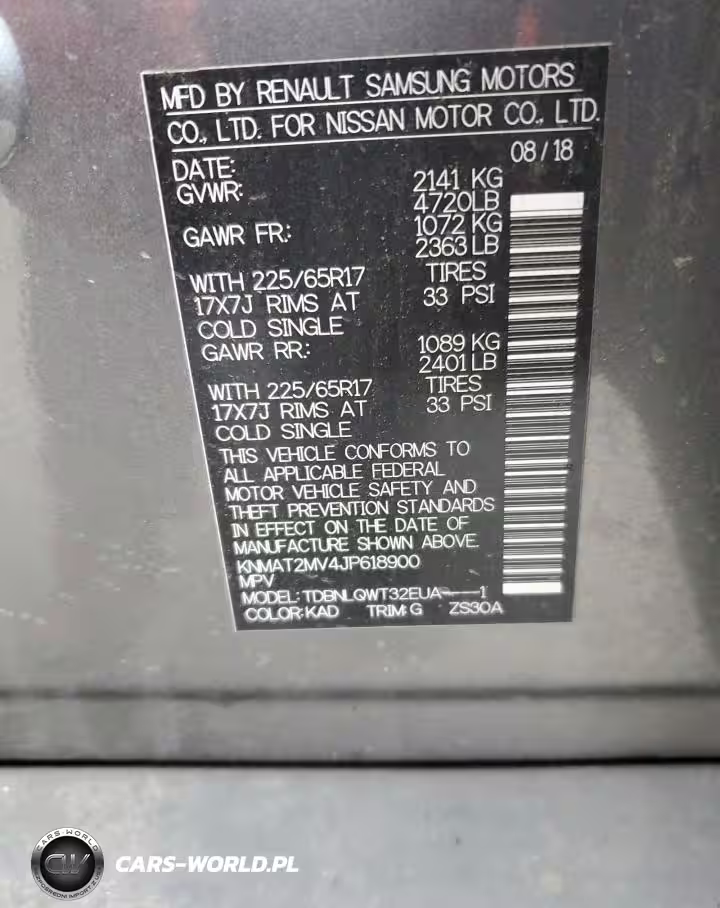 MFD BY RENAULT SAMSUNG MOTORS
CO., LTD. FOR NISSAN MOTOR CO., LTD.
DATE: 08/18
GVWR: 2141 KG
4720LB
GAWR FR.: 1072 KG
2363 LB
WITH 225/65R17 TIRES
17X7J RIMS AT 33 PSI
COLD SINGLE
GAWR RR.: 1089 KG
2401 LB
WITH 225/65R17 TIRES
17X7J RIMS AT 33 PSI
COLD SINGLE
THIS VEHICLE CONFORMS TO
ALL APPLICABLE FEDERAL
MOTOR VEHICLE SAFETY AND
THEFT PREVENTION STANDARDS
IN EFFECT ON THE DATE OF
MANUFACTURE SHOWN ABOVE.
KNMAT2MV4JP618900
MPV
MODEL: TDBNLQWT32EUA-----1
COLOR:KAD TRIM:G ZS30A
CARS-WORLD
CW
CARS-WORLD.PL